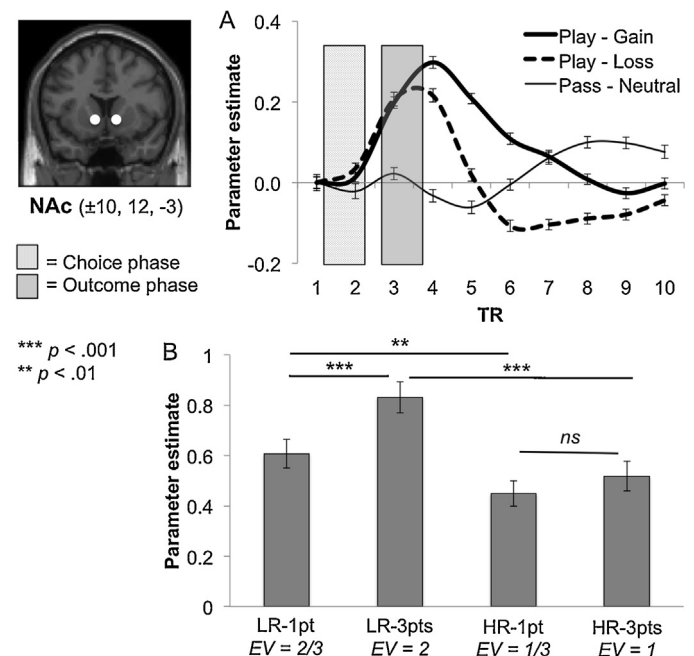 A
0.4
0.2
0.0
-0.2
Parameter estimate
Play - Gain
Play - Loss
Pass - Neutral
1 2 3 4 5 6 7 8 9 10
TR
NAc (±10, 12, -3)
= Choice phase
= Outcome phase
*** p < .001
** p < .01
B
1
0.8
0.6
0.4
0.2
0
Parameter estimate
**
***
***
ns
LR-1pt LR-3pts HR-1pt HR-3pts
EV = 2/3 EV = 2 EV = 1/3 EV = 1